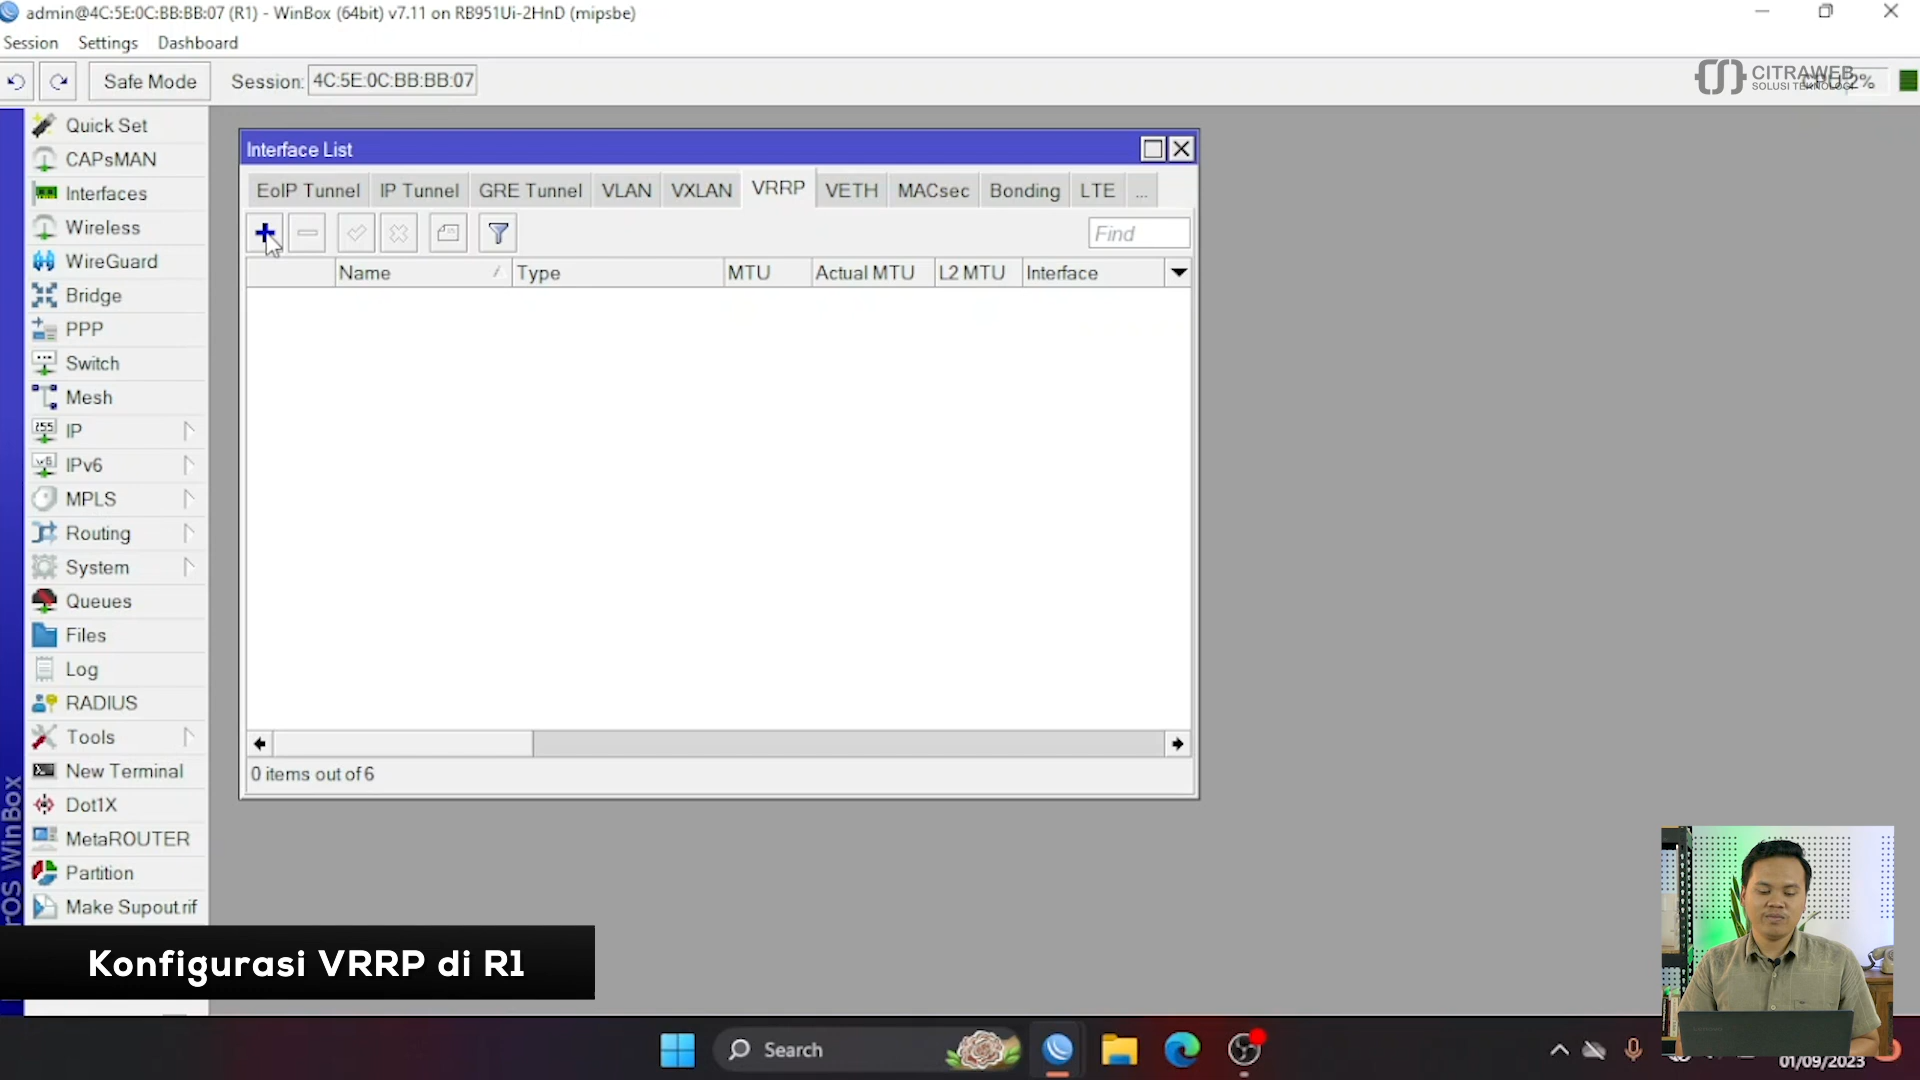 admin@4C:5E:0C:BB:BB:07 (R1) - WinBox (64bit) v7.11 on RB951Ui-2HnD (mipsbe)
Session Settings Dashboard
Safe Mode Session: 4C:5E:0C:BB:BB:07
CITRAWEB
SOLUSI TEKNOLOGI
Quick Set
CAPsMAN
Interfaces
Wireless
WireGuard
Bridge
PPP
Switch
Mesh
IP
IPv6
MPLS
Routing
System
Queues
Files
Log
RADIUS
Tools
New Terminal
Dot1X
MetaROUTER
Partition
Make Supout.rif
Interface List
EoIP Tunnel IP Tunnel GRE Tunnel VLAN VXLAN VRRP VETH MACsec Bonding LTE ...
Find
Name Type MTU Actual MTU L2 MTU Interface
0 items out of 6
WinBox
Konfigurasi VRRP di R1
Search
01/09/2023